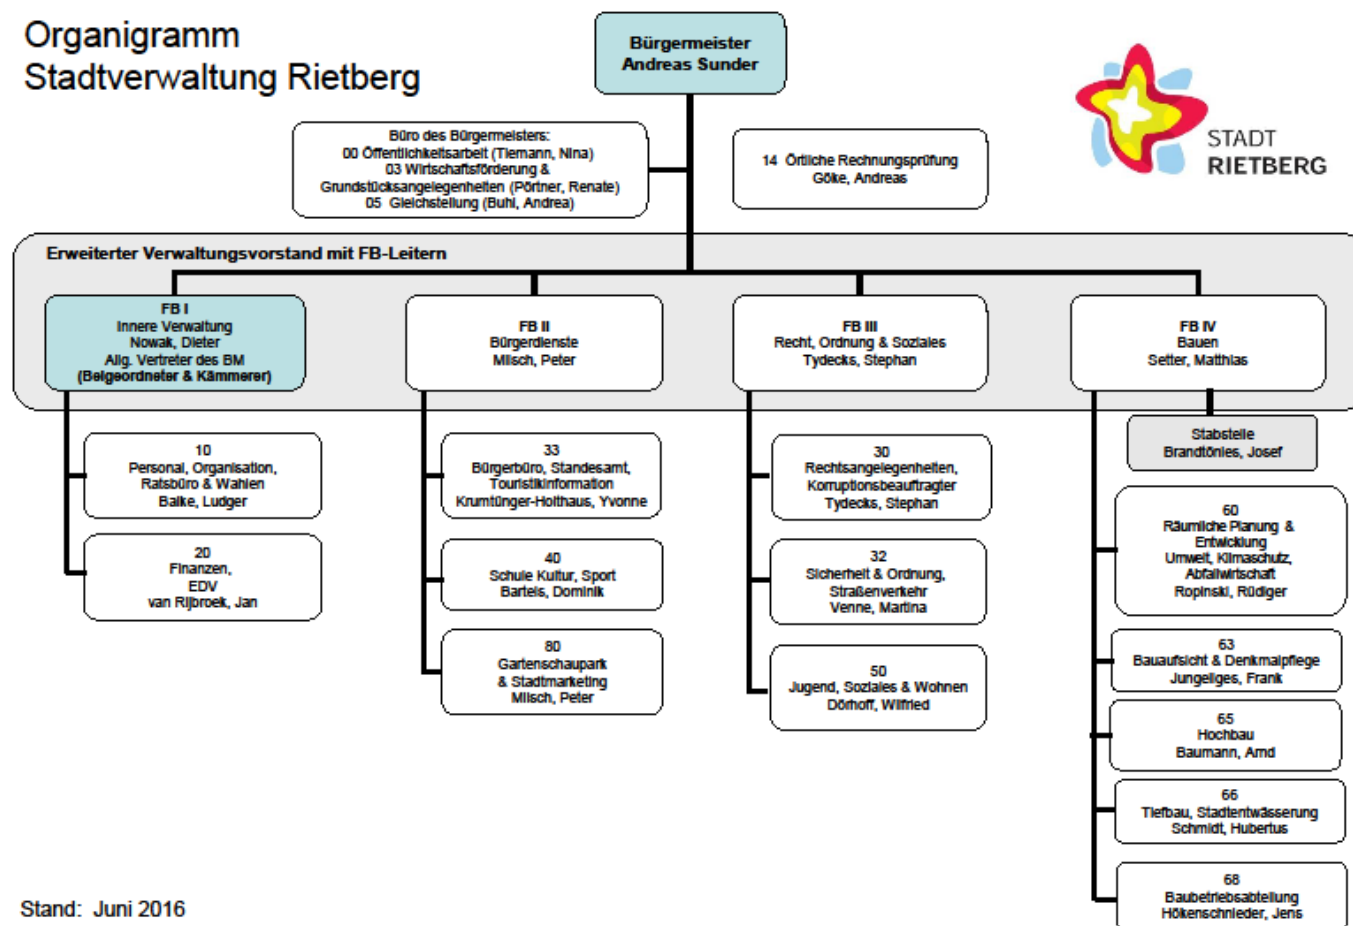 Organigramm
Stadtverwaltung Rietberg
Bürgermeister
Andreas Sunder
STADT
RIETBERG
Büro des Bürgermeisters:
00 Öffentlichkeitsarbeit (Tiemann, Nina)
03 Wirtschaftsförderung &
Grundstücksangelegenheiten (Pörtner, Renate)
05 Gleichstellung (Buhl, Andrea)
14 Örtliche Rechnungsprüfung
Göke, Andreas
Erweiterter Verwaltungsvorstand mit FB-Leitern
FB I
Innere Verwaltung
Nowak, Dieter
Allg. Vertreter des BM
(Beigeordneter & Kämmerer)
FB II
Bürgerdienste
Milsch, Peter
FB III
Recht, Ordnung & Soziales
Tydecks, Stephan
FB IV
Bauen
Setter, Matthias
10
Personal, Organisation,
Ratsbüro & Wahlen
Balke, Ludger
20
Finanzen,
EDV
van Rijbroek, Jan
33
Bürgerbüro, Standesamt,
Touristikinformation
Krumtünger-Holthaus, Yvonne
40
Schule Kultur, Sport
Bartels, Dominik
80
Gartenschaupark
& Stadtmarketing
Milsch, Peter
30
Rechtsangelegenheiten,
Korruptionsbeauftragter
Tydecks, Stephan
32
Sicherheit & Ordnung,
Straßenverkehr
Venne, Martina
50
Jugend, Soziales & Wohnen
Dörhoff, Wilfried
Stabstelle
Brandtönies, Josef
60
Räumliche Planung &
Entwicklung
Umwelt, Klimaschutz,
Abfallwirtschaft
Ropinski, Rüdiger
63
Bauaufsicht & Denkmalpflege
Jungeilges, Frank
65
Hochbau
Baumann, Arnd
66
Tiefbau, Stadtentwässerung
Schmidt, Hubertus
68
Baubetriebsabteilung
Hökenschnieder, Jens
Stand: Juni 2016